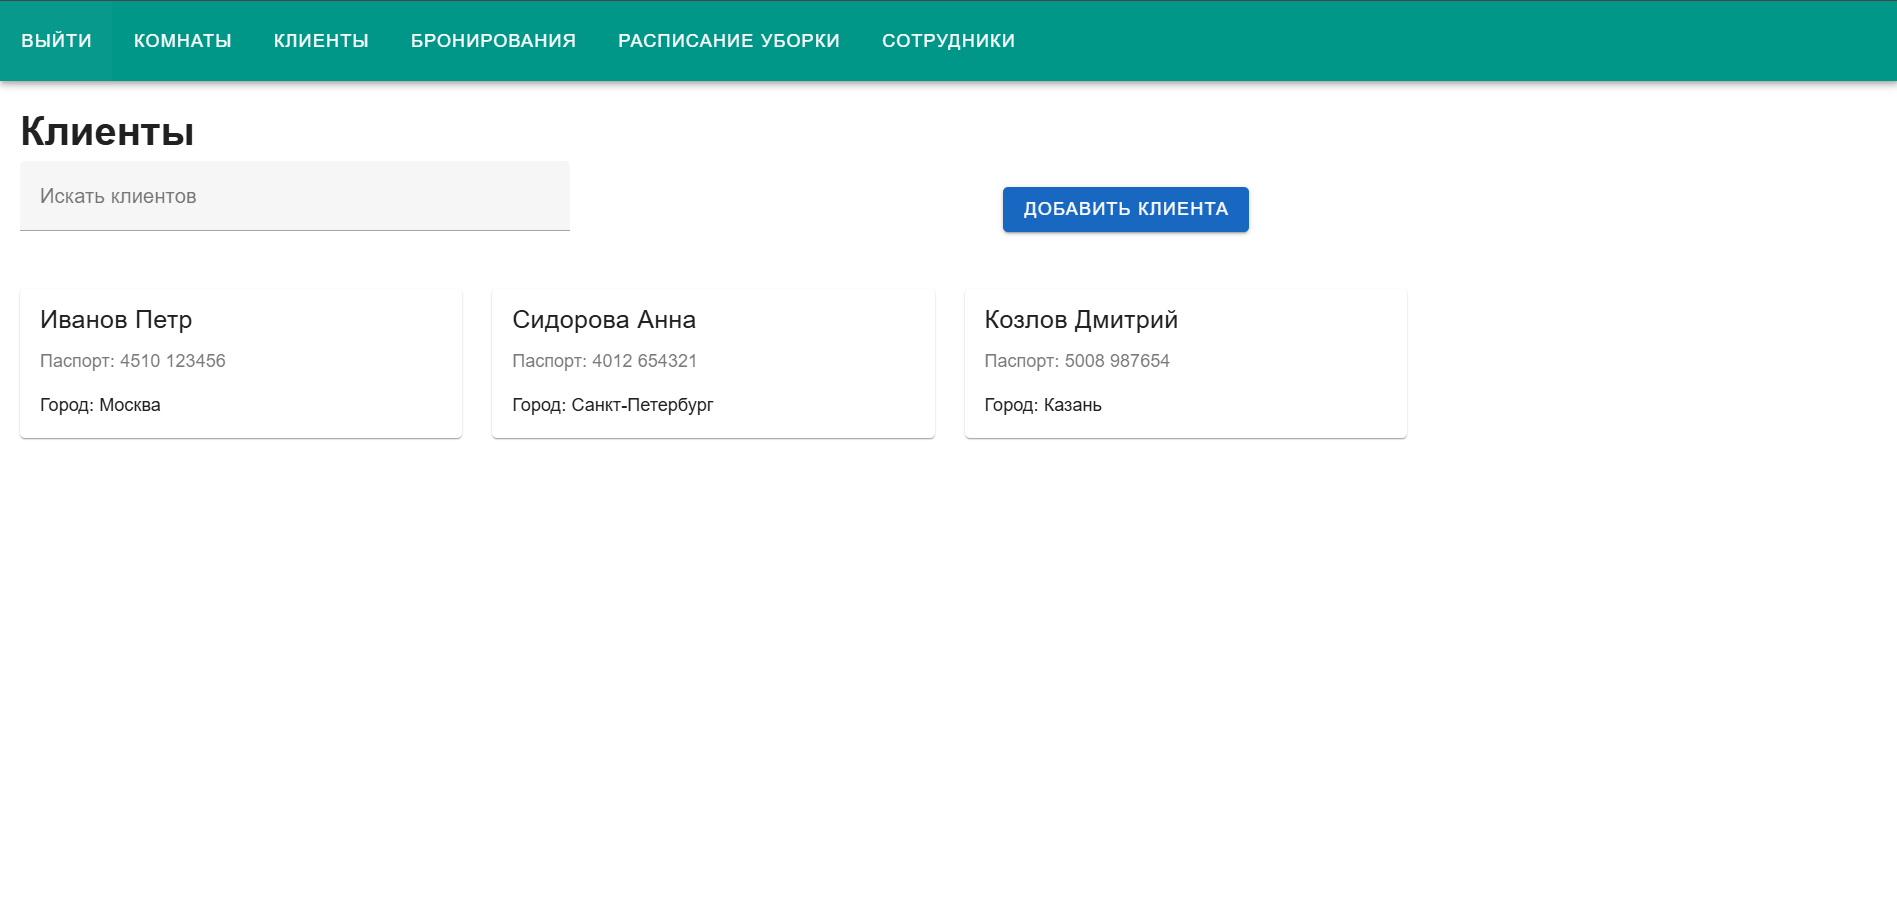 ВЫЙТИ КОМНАТЫ КЛИЕНТЫ БРОНИРОВАНИЯ РАСПИСАНИЕ УБОРКИ СОТРУДНИКИ
Клиенты
Искать клиентов
ДОБАВИТЬ КЛИЕНТА
Иванов Петр
Паспорт: 4510 123456
Город: Москва
Сидорова Анна
Паспорт: 4012 654321
Город: Санкт-Петербург
Козлов Дмитрий
Паспорт: 5008 987654
Город: Казань